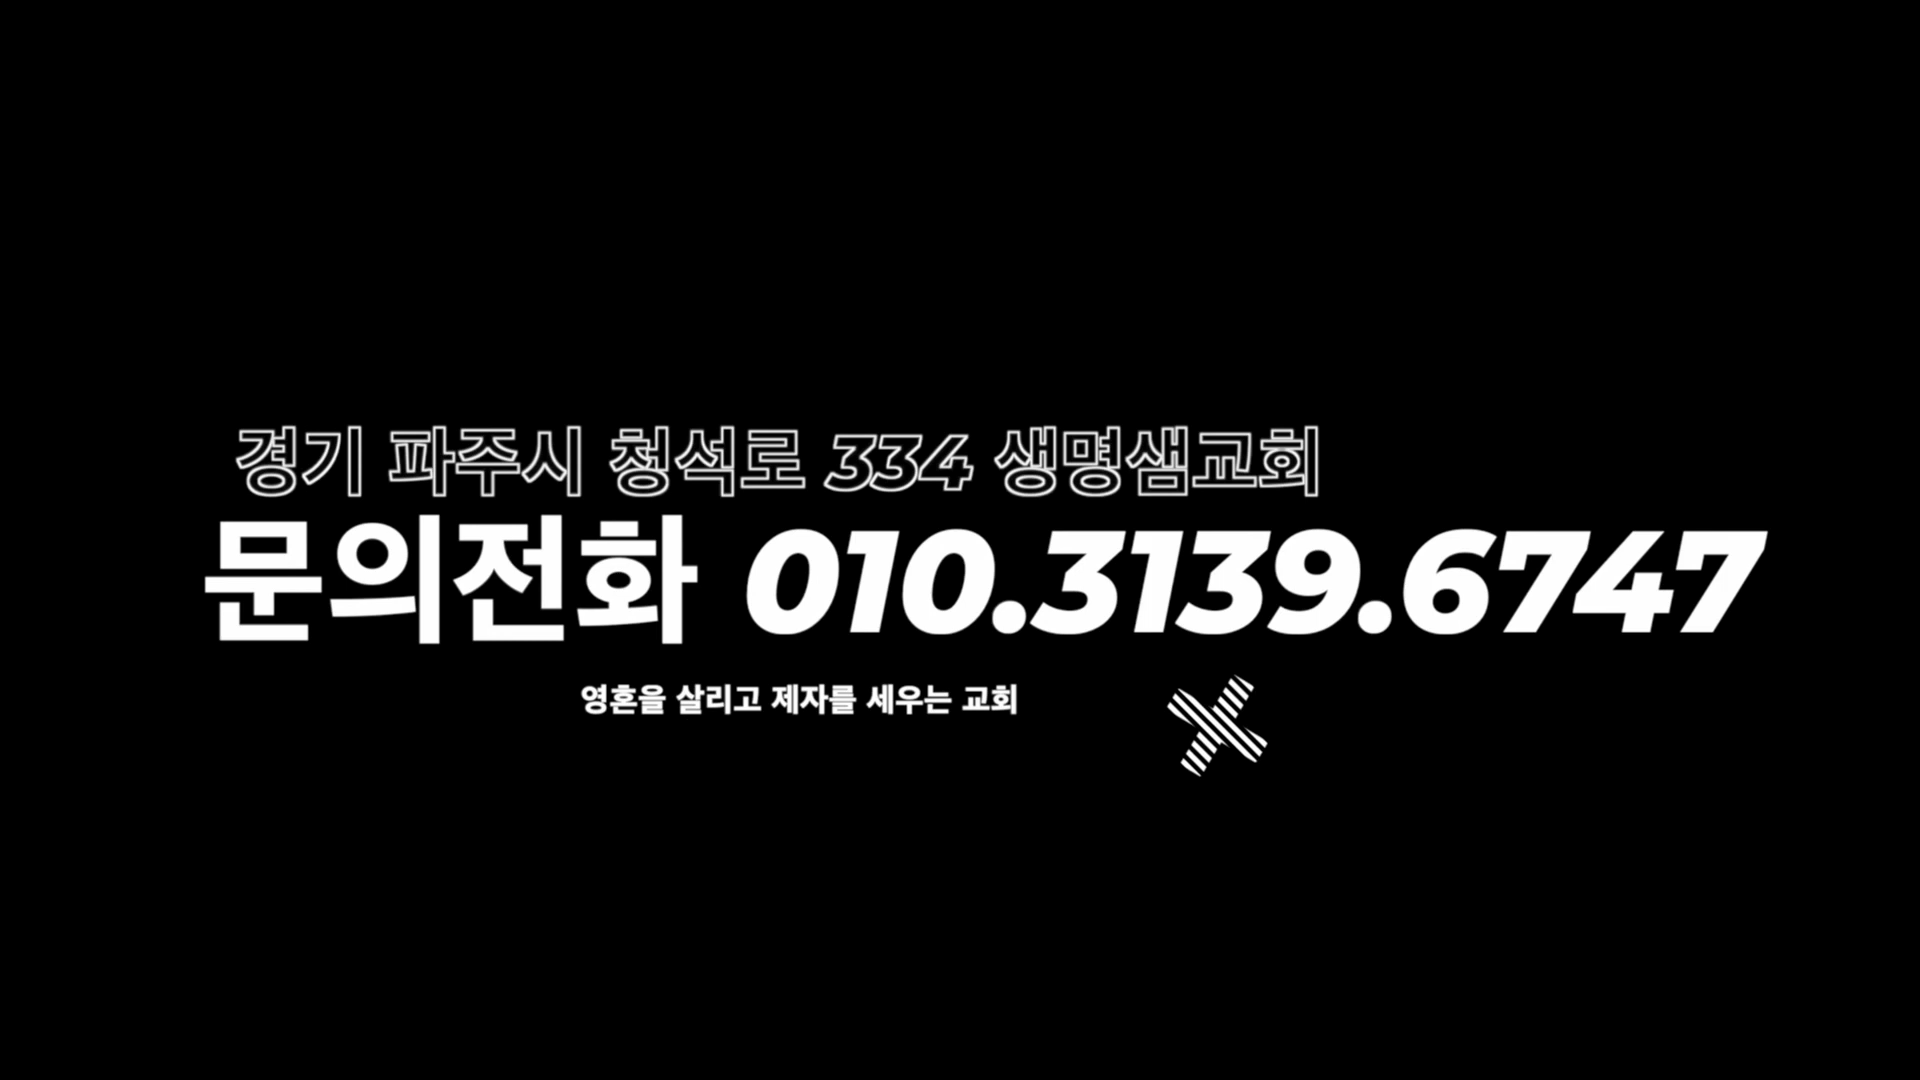 경기 파주시 청석로 334 생명샘교회
문의전화 010.3139.6747
영혼을 살리고 제자를 세우는 교회